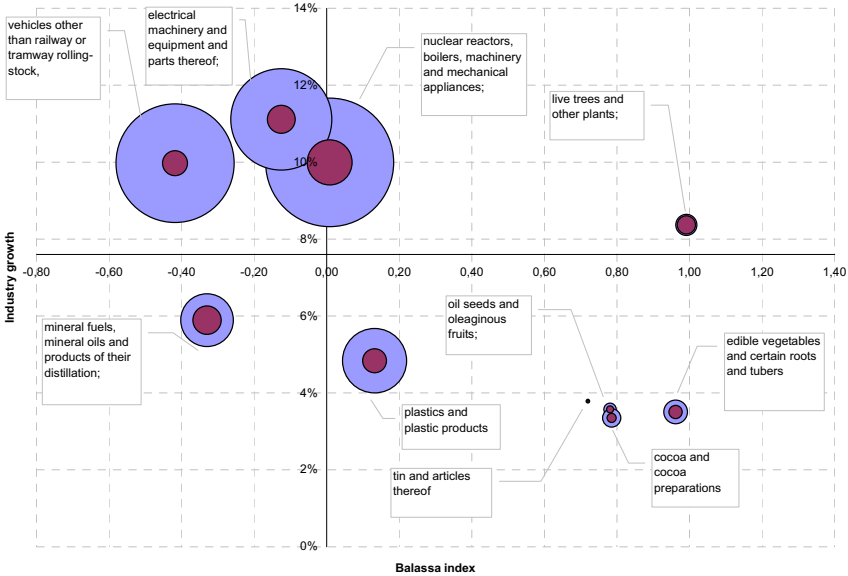 14%
vehicles other
than railway or
tramway rolling-
stock,
electrical
machinery and
equipment and
parts thereof;
nuclear reactors,
boilers, machinery
and mechanical
appliances;
12%
live trees and
other plants;
10%
8%
-0,80
-0,60
-0,40
-0,20
0,00
0,20
0,40
0,60
0,80
1,00
1,20
1,40
Industry growth
mineral fuels,
mineral oils and
products of their
distillation;
6%
oil seeds and
oleaginous
fruits;
edible vegetables
and certain roots
and tubers
4%
plastics and
plastic products
2%
tin and articles
thereof
cocoa and
cocoa
preparations
0%
Balassa index